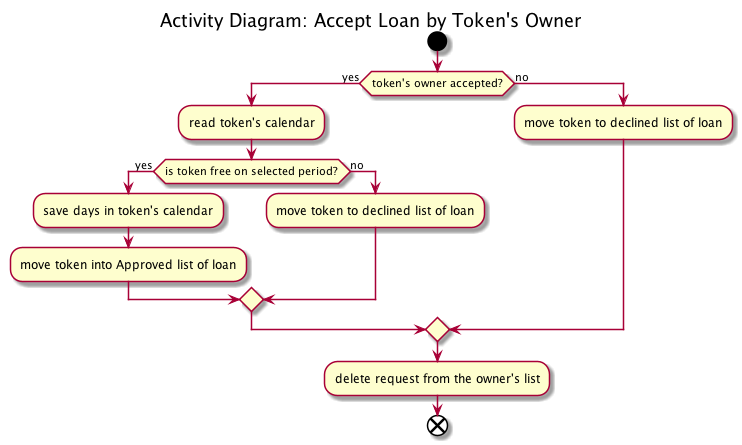 Activity Diagram: Accept Loan by Token's Owner
yes
token's owner accepted?
no
read token's calendar
move token to declined list of loan
yes
is token free on selected period?
no
save days in token's calendar
move token to declined list of loan
move token into Approved list of loan
delete request from the owner's list